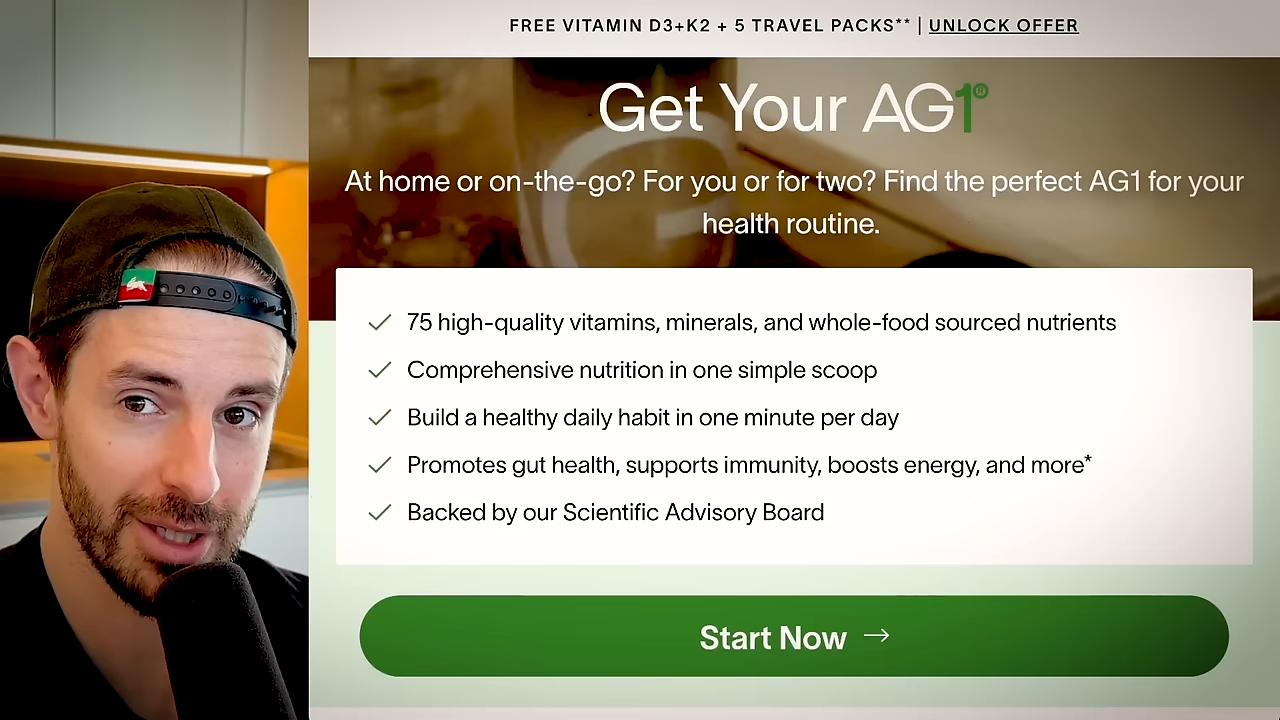 FREE VITAMIN D3+K2 + 5 TRAVEL PACKS** | UNLOCK OFFER
Get Your AG1®
At home or on-the-go? For you or for two? Find the perfect AG1 for your
health routine.
75 high-quality vitamins, minerals, and whole-food sourced nutrients
Comprehensive nutrition in one simple scoop
Build a healthy daily habit in one minute per day
Promotes gut health, supports immunity, boosts energy, and more*
Backed by our Scientific Advisory Board
Start Now →